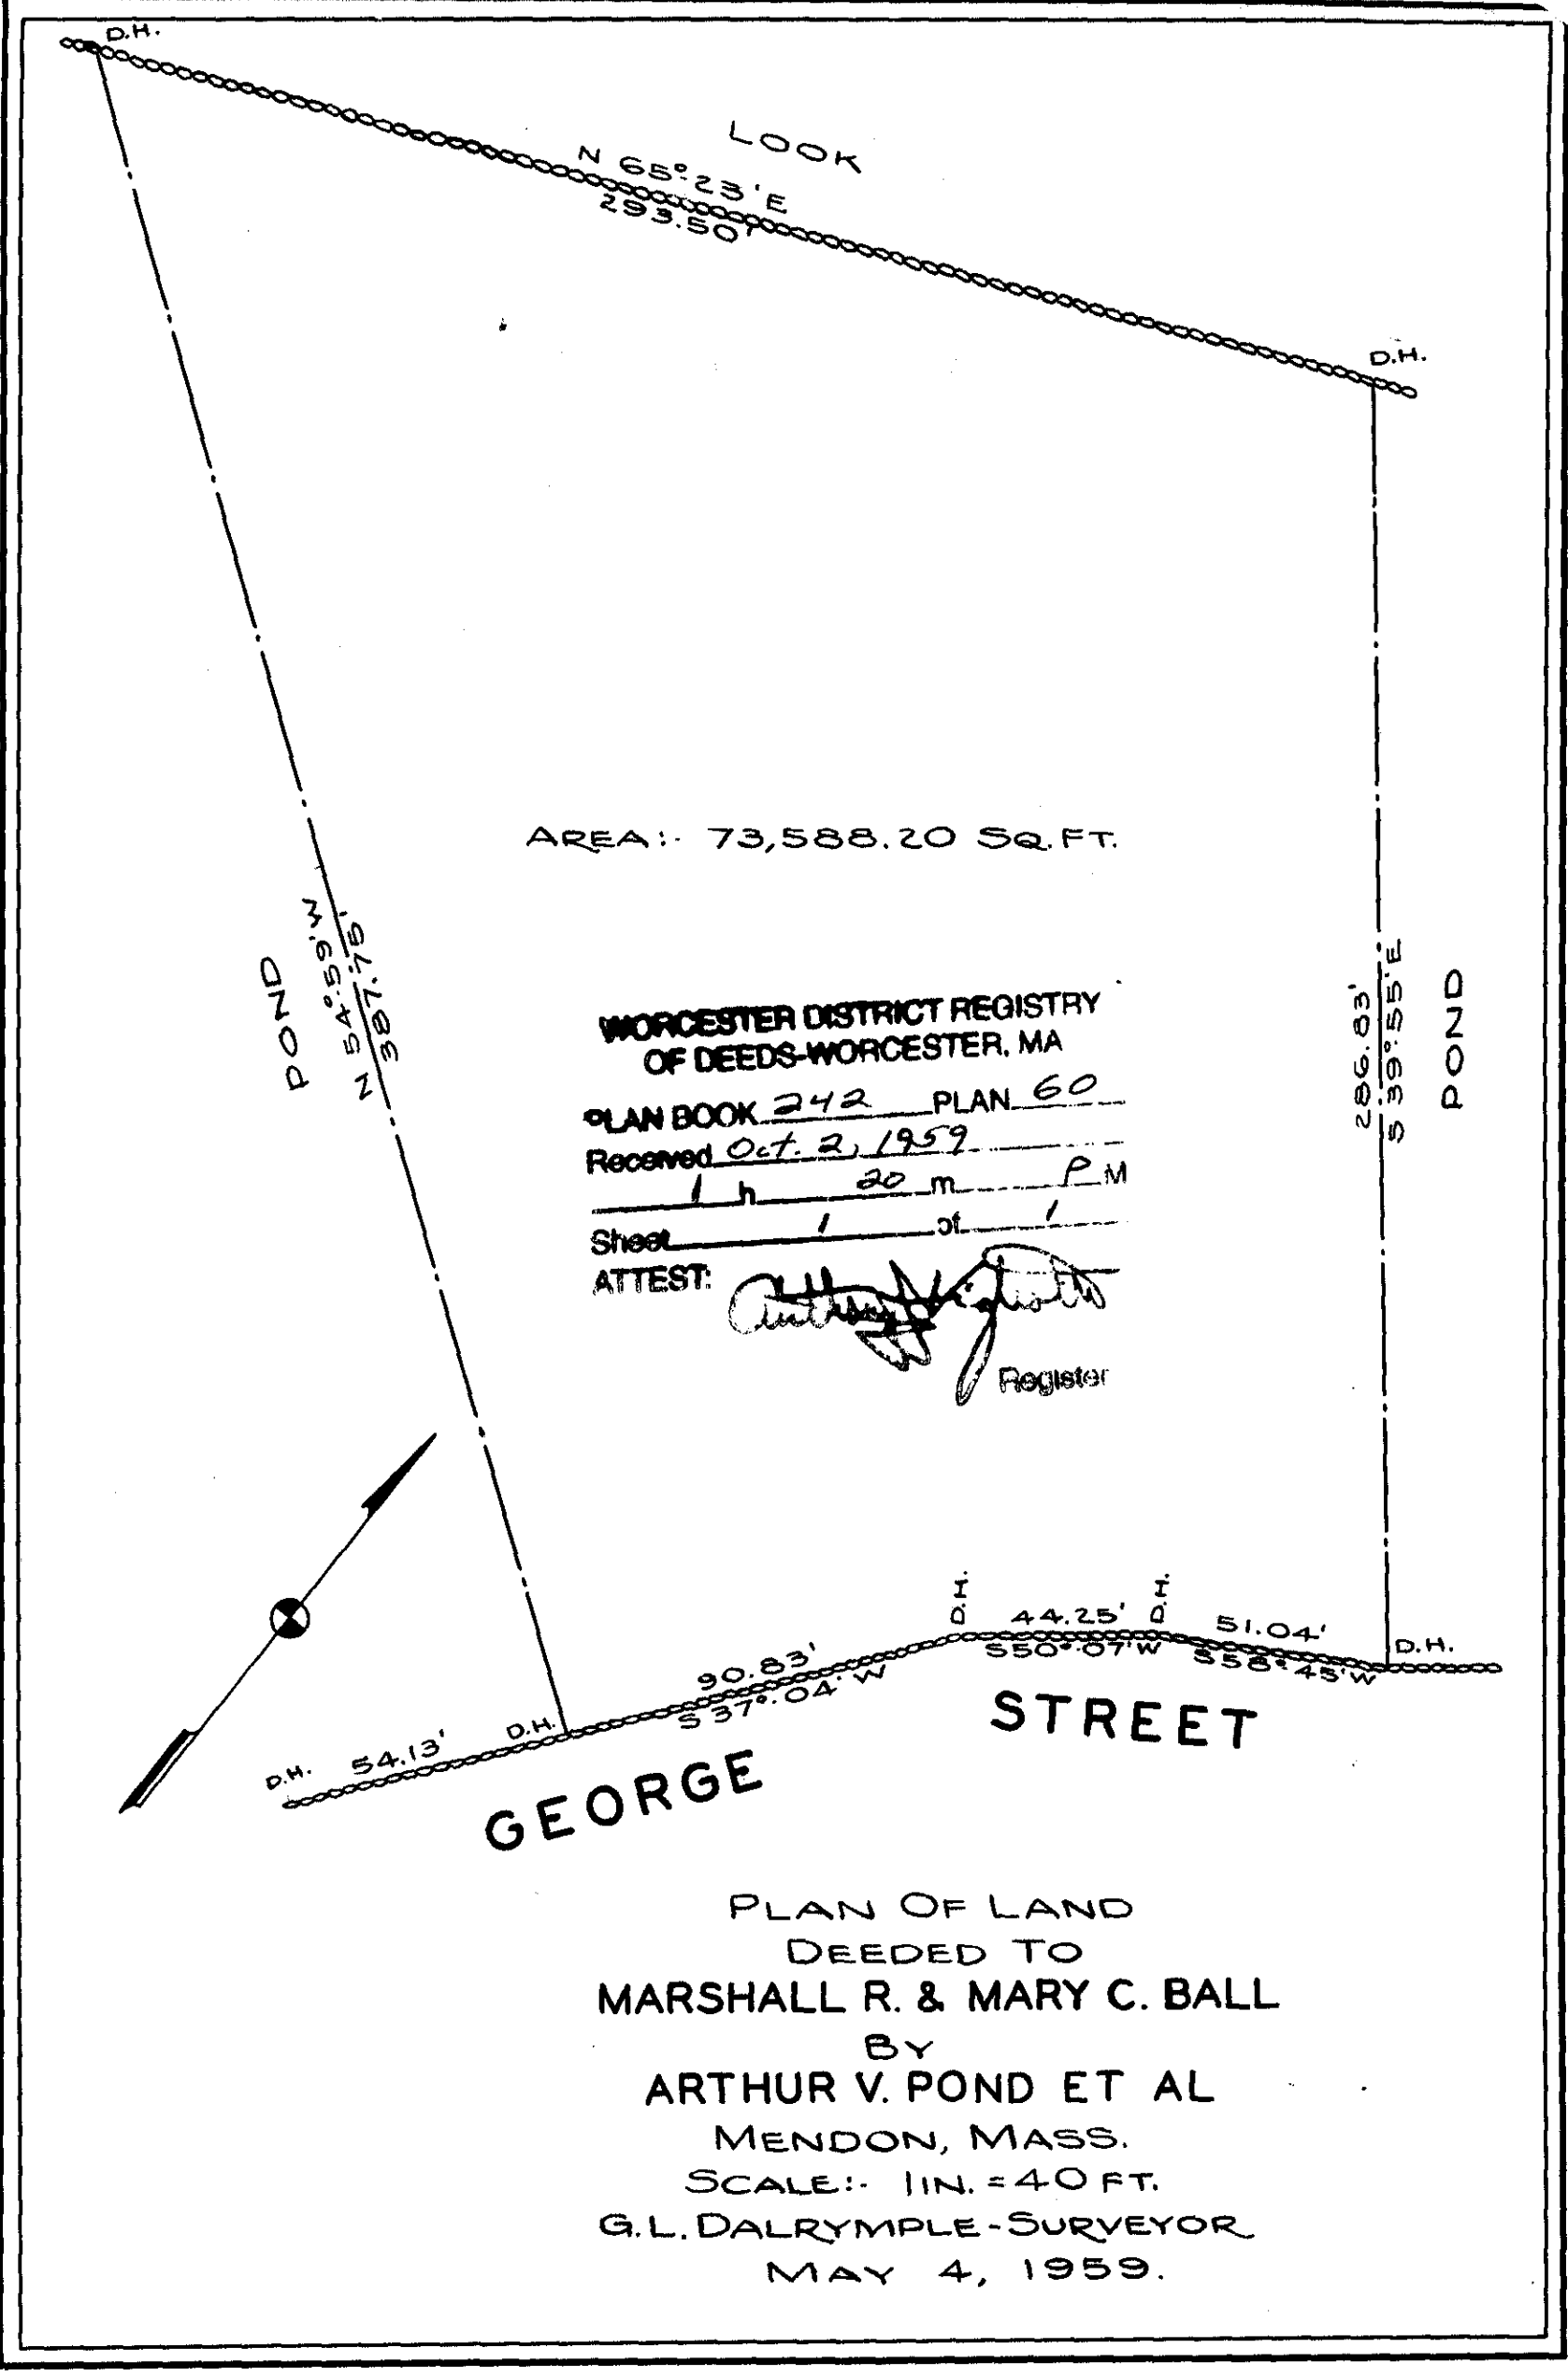 D.H.
LOOK
N 65°-23'E
293.50'
D.H.
AREA:- 73,588.20 SQ. FT.
POND
N 54°.59'.W
387.75'
286.83'
S 39°.55'E
POND
WORCESTER DISTRICT REGISTRY
OF DEEDS-WORCESTER, MA
PLAN BOOK 242 PLAN 60
Received Oct. 2, 1959
1 h 20 m P M
Sheet 1 of 1
ATTEST:
Register
D.I.
44.25'
D.I.
51.04'
D.H.
S50°.07'W
S58°.45'W
90.83'
S 37°.04'W
D.H.
54.13'
D.H.
GEORGE STREET
PLAN OF LAND
DEEDED TO
MARSHALL R. & MARY C. BALL
BY
ARTHUR V. POND ET AL
MENDON, MASS.
SCALE:- 1IN. = 40 FT.
G.L. DALRYMPLE - SURVEYOR
MAY 4, 1959.